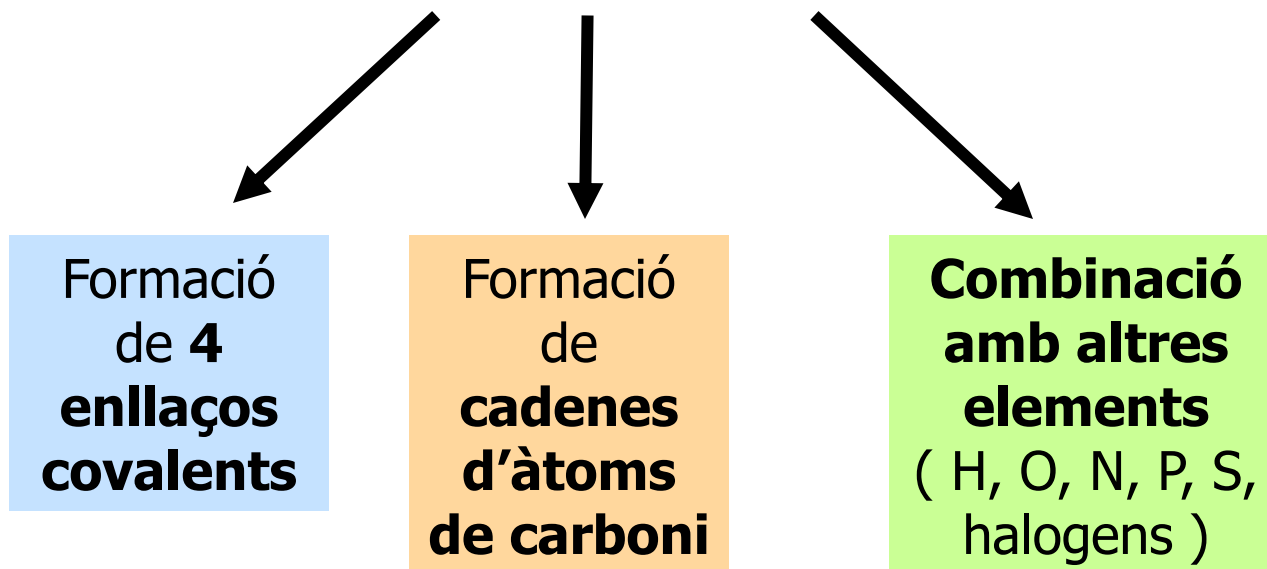 Formació
de 4
enllaços
covalents
Formació
de
cadenes
d’àtoms
de carboni
Combinació
amb altres
elements
( H, O, N, P, S,
halogens )